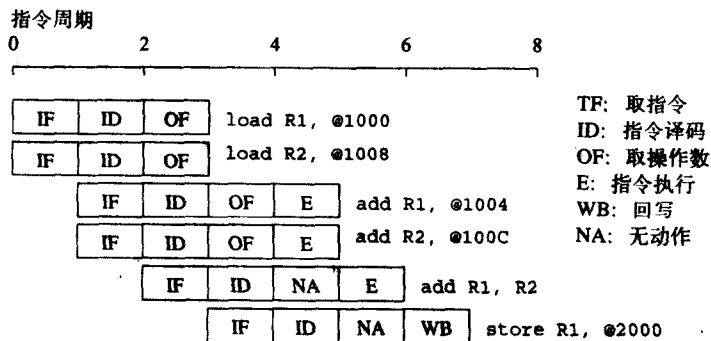 指令周期
0 2 4 6 8
IF ID OF load R1, @1000
IF ID OF load R2, @1008
IF ID OF E add R1, @1004
IF ID OF E add R2, @100C
IF ID NA E add R1, R2
IF ID NA WB store R1, @2000
TF: 取指令
ID: 指令译码
OF: 取操作数
E: 指令执行
WB: 回写
NA: 无动作